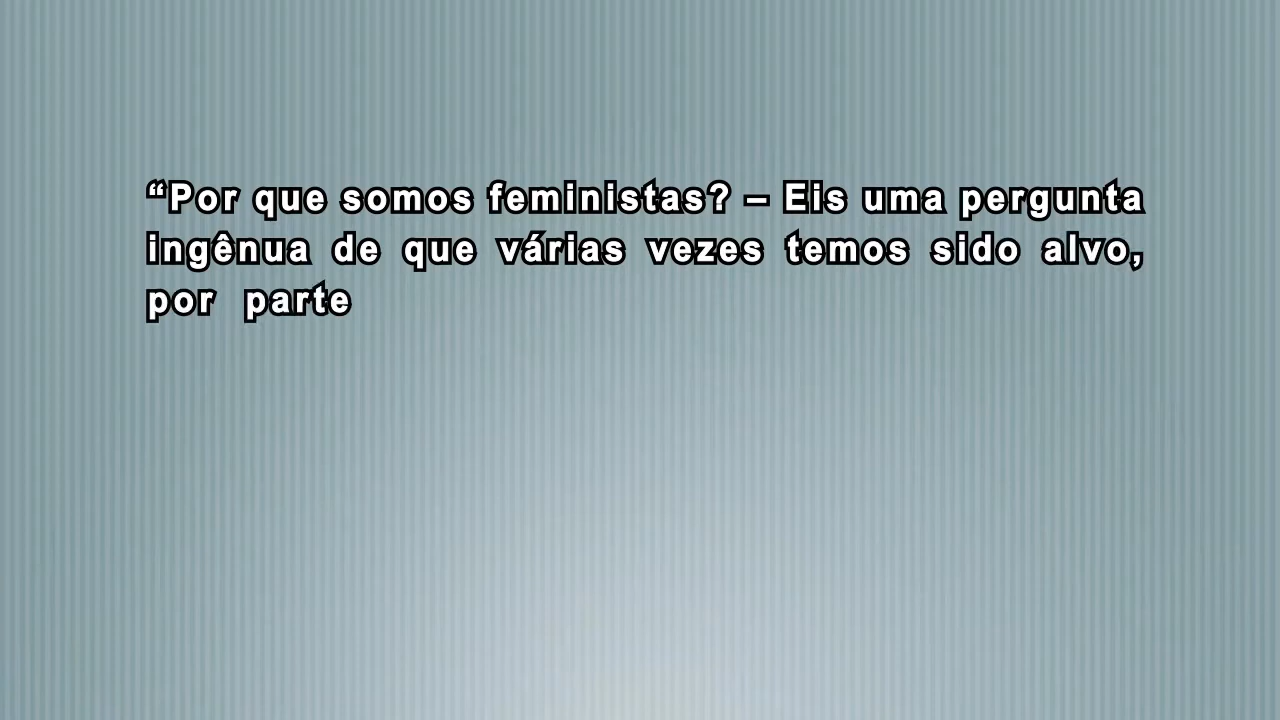 “Por que somos feministas? – Eis uma pergunta
ingênua de que várias vezes temos sido alvo,
por parte